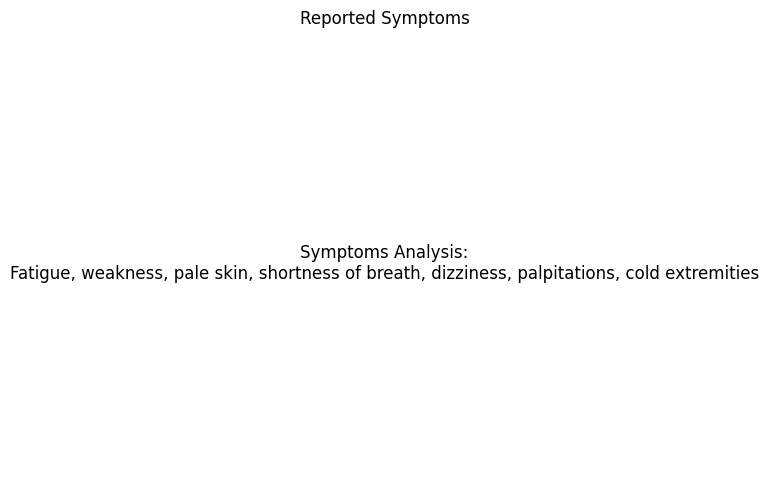 Reported Symptoms
Symptoms Analysis:
Fatigue, weakness, pale skin, shortness of breath, dizziness, palpitations, cold extremities